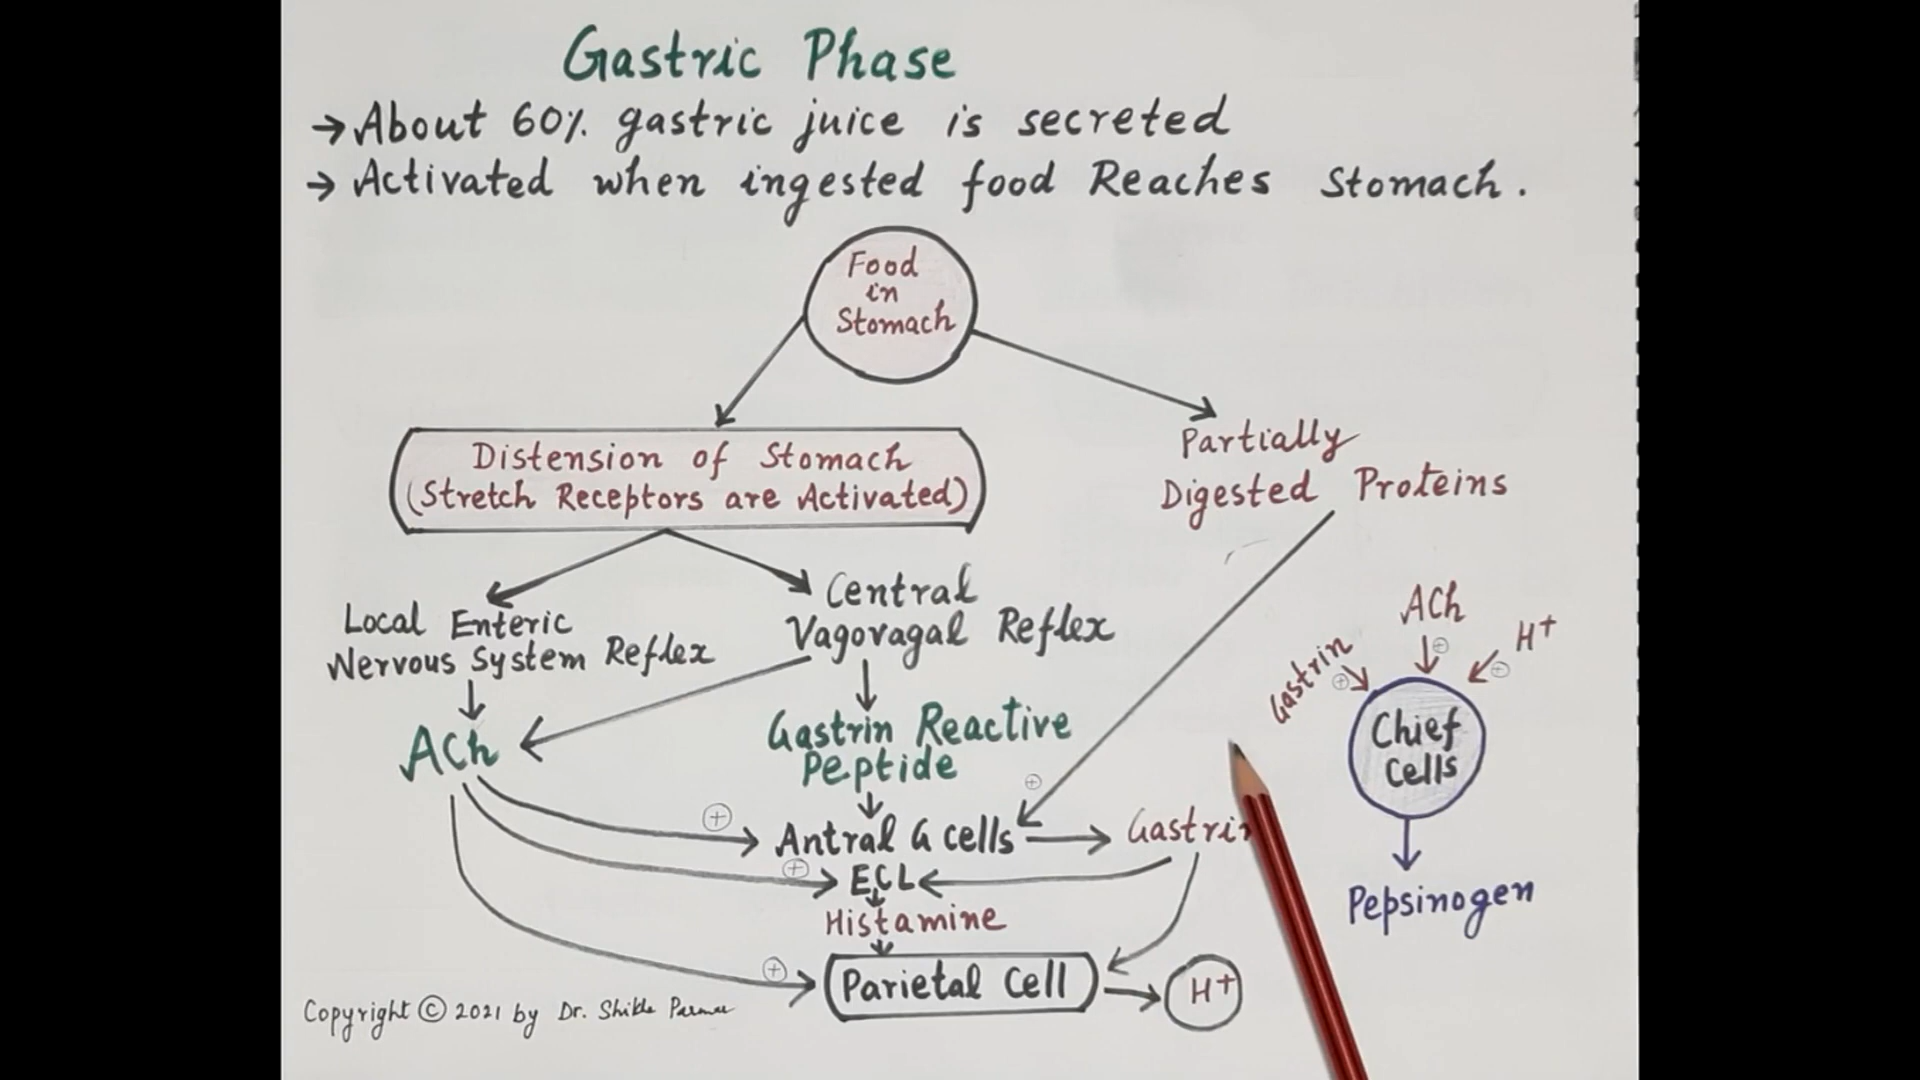 Gastric Phase
→ About 60% gastric juice is secreted
→ Activated when ingested food Reaches Stomach.
Food
in
Stomach
Distension of Stomach
(Stretch Receptors are Activated)
Partially
Digested Proteins
Local Enteric
Nervous System Reflex
Central
Vagovagal Reflex
ACh
Gastrin Reactive
Peptide
⊕
⊕
Antral G cells
Gastrin
⊕
ECL
Histamine
⊕
Parietal Cell
H+
Gastrin
⊕
ACh
⊕
H+
⊕
Chief
Cells
Pepsinogen
Copyright © 2021 by Dr. Shikha Parmar